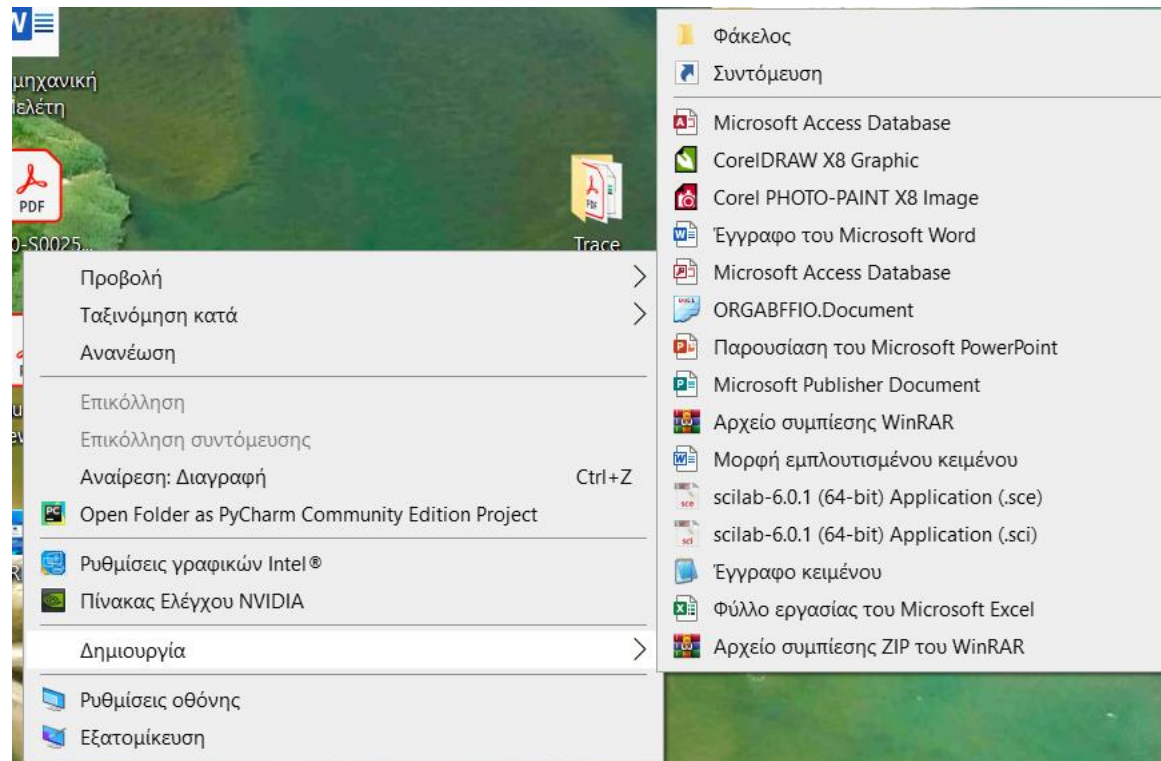 μηχανική
PDF
0-S0025...
Trace
Προβολή
Ταξινόμηση κατά
Ανανέωση
Επικόλληση
Επικόλληση συντόμευσης
Αναίρεση: Διαγραφή Ctrl+Z
Open Folder as PyCharm Community Edition Project
Ρυθμίσεις γραφικών Intel®
Πίνακας Ελέγχου NVIDIA
Δημιουργία
Ρυθμίσεις οθόνης
Εξατομίκευση
Φάκελος
Συντόμευση
Microsoft Access Database
CorelDRAW X8 Graphic
Corel PHOTO-PAINT X8 Image
Έγγραφο του Microsoft Word
Microsoft Access Database
ORGABFFIO.Document
Παρουσίαση του Microsoft PowerPoint
Microsoft Publisher Document
Αρχείο συμπίεσης WinRAR
Μορφή εμπλουτισμένου κειμένου
scilab-6.0.1 (64-bit) Application (.sce)
scilab-6.0.1 (64-bit) Application (.sci)
Έγγραφο κειμένου
Φύλλο εργασίας του Microsoft Excel
Αρχείο συμπίεσης ZIP του WinRAR